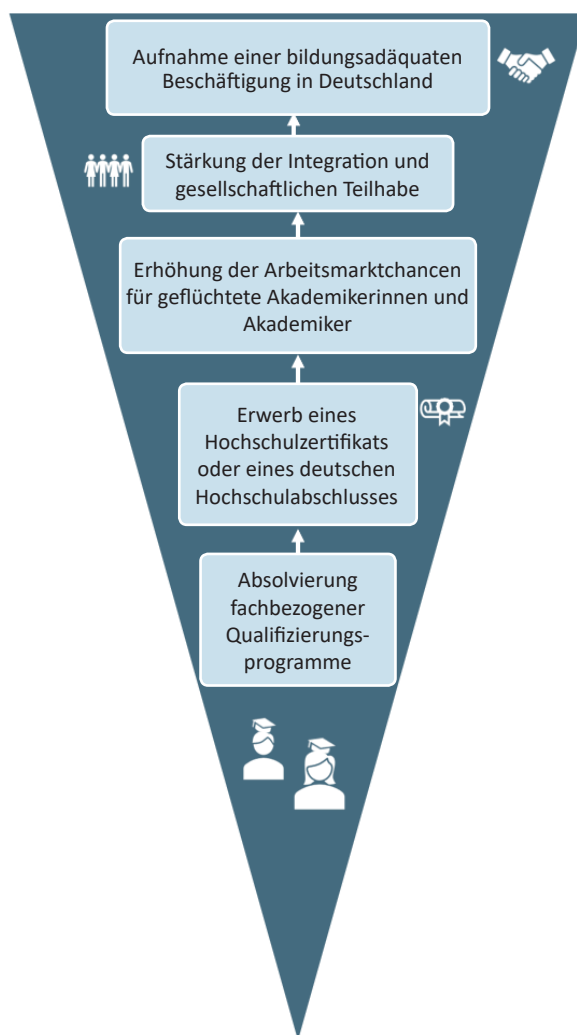 Aufnahme einer bildungsadäquaten
Beschäftigung in Deutschland
Stärkung der Integration und
gesellschaftlichen Teilhabe
Erhöhung der Arbeitsmarktchancen
für geflüchtete Akademikerinnen und
Akademiker
Erwerb eines
Hochschulzertifikats
oder eines deutschen
Hochschulabschlusses
Absolvierung
fachbezogener
Qualifizierungs-
programme